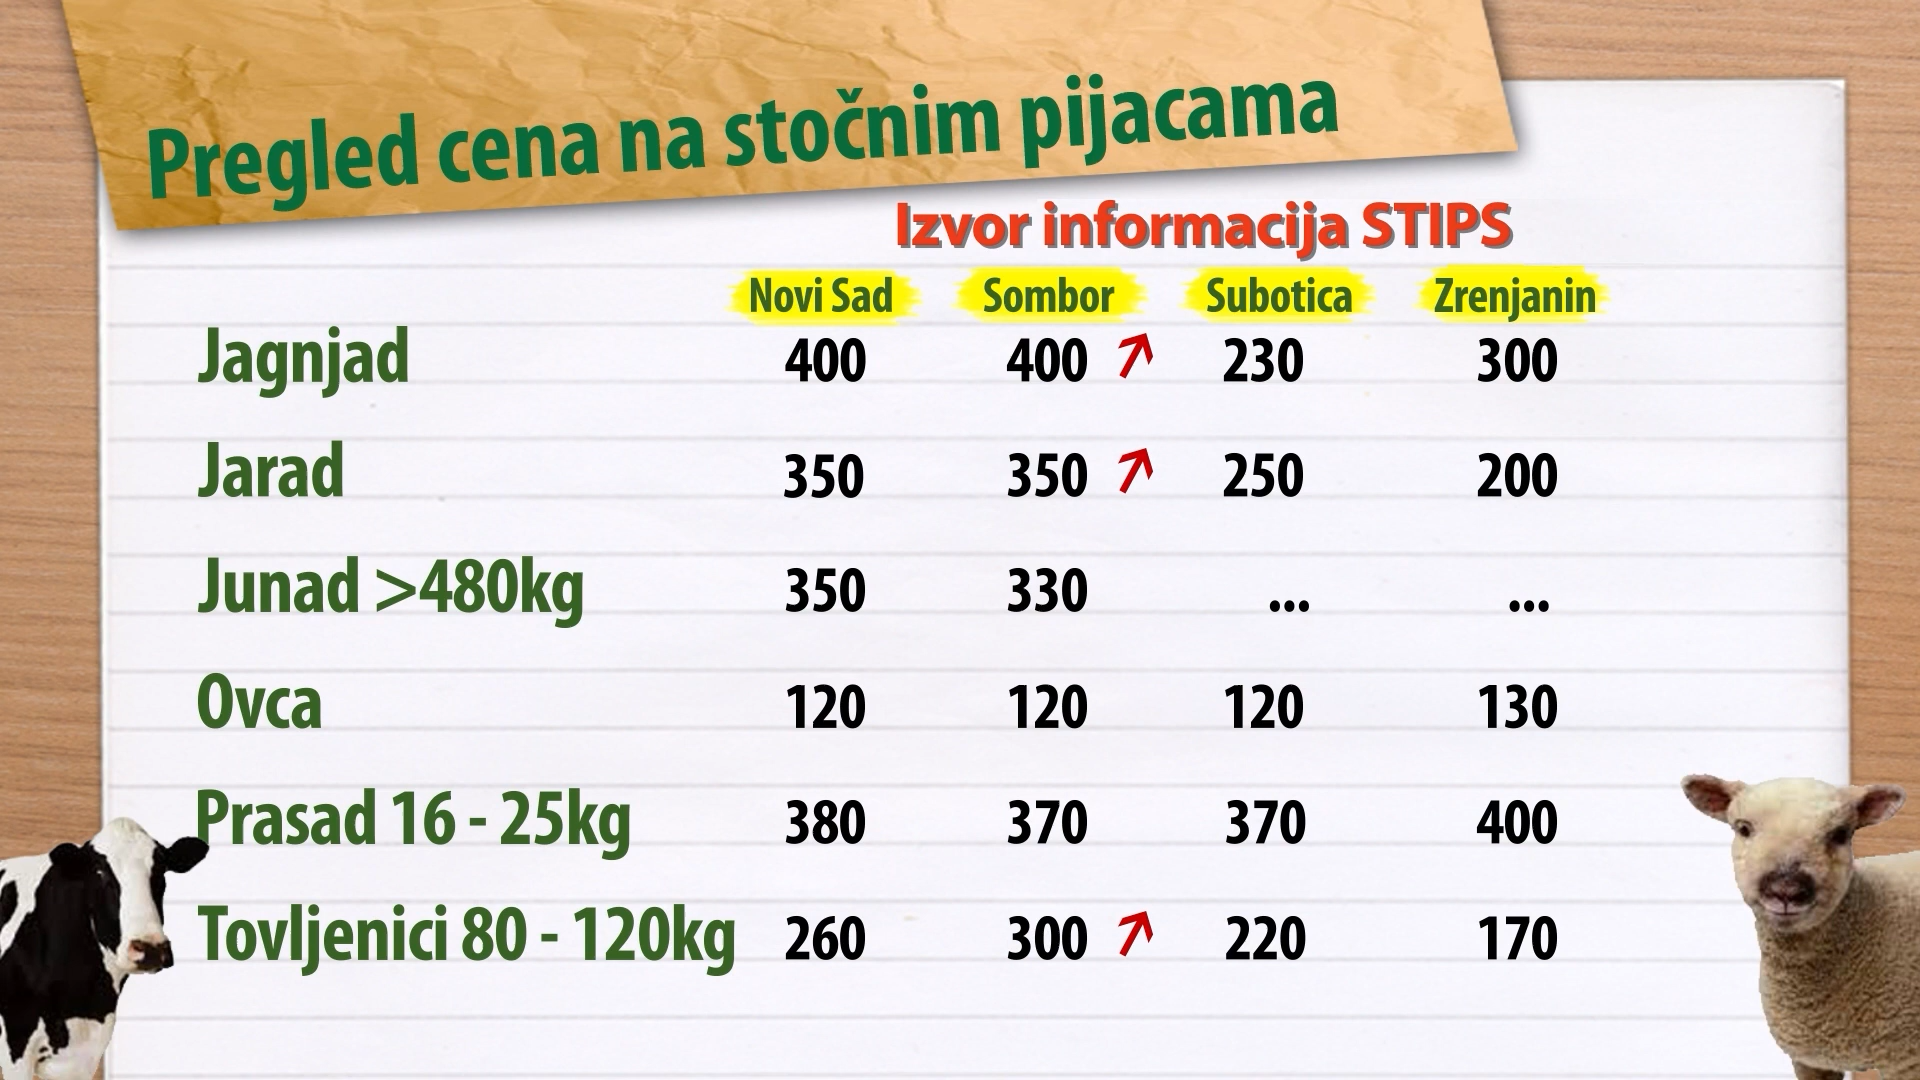 Pregled cena na stočnim pijacama
Izvor informacija STIPS
Novi Sad Sombor Subotica Zrenjanin
Jagnjad 400 400 230 300
Jarad 350 350 250 200
Junad >480kg 350 330 ... ...
Ovca 120 120 120 130
Prasad 16 - 25kg 380 370 370 400
Tovljenici 80 - 120kg 260 300 220 170